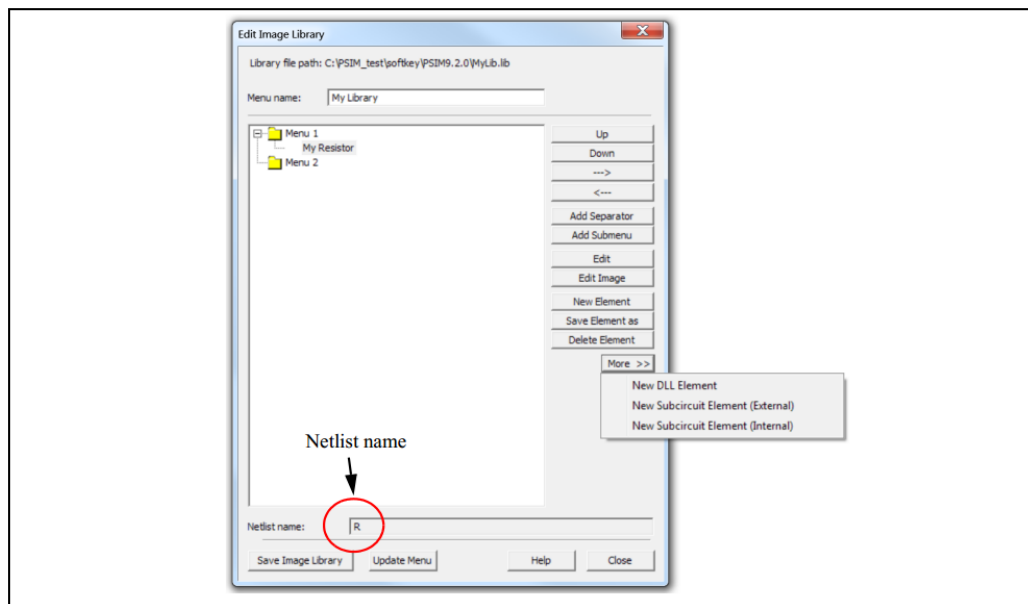 Edit Image Library
Library file path: C:\PSIM_test\softkey\PSIM9.2.0\MyLib.lib
Menu name: My Library
Menu 1
My Resistor
Menu 2
Up
Down
--->
<---
Add Separator
Add Submenu
Edit
Edit Image
New Element
Save Element as
Delete Element
More >>
New DLL Element
New Subcircuit Element (External)
New Subcircuit Element (Internal)
Netlist name
Netlist name: R
Save Image Library Update Menu Help Close